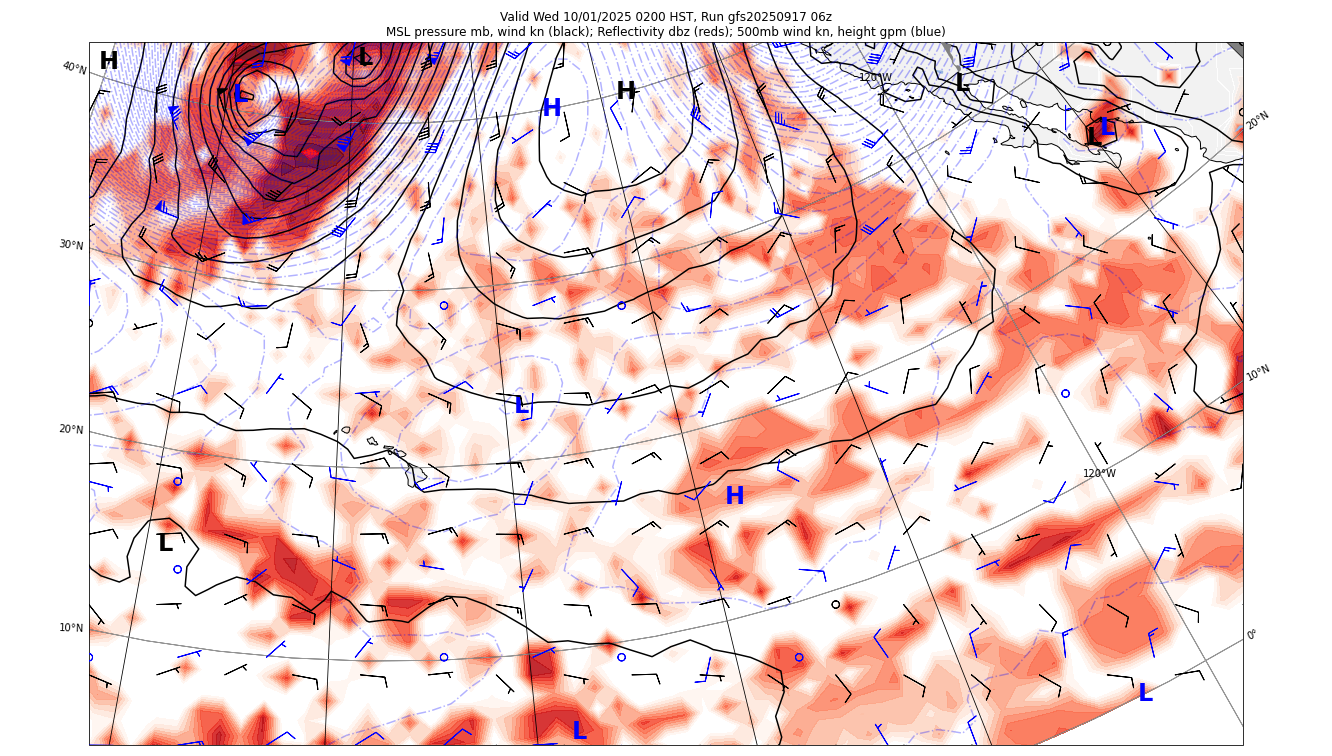 Valid Wed 10/01/2025 0200 HST, Run gfs20250917 06z
MSL pressure mb, wind kn (black); Reflectivity dbz (reds); 500mb wind kn, height gpm (blue)
H
L
L
H
H
L
120°W
L
L
40°N
20°N
30°N
10°N
L
20°N
120°W
H
L
10°N
0°
L
L